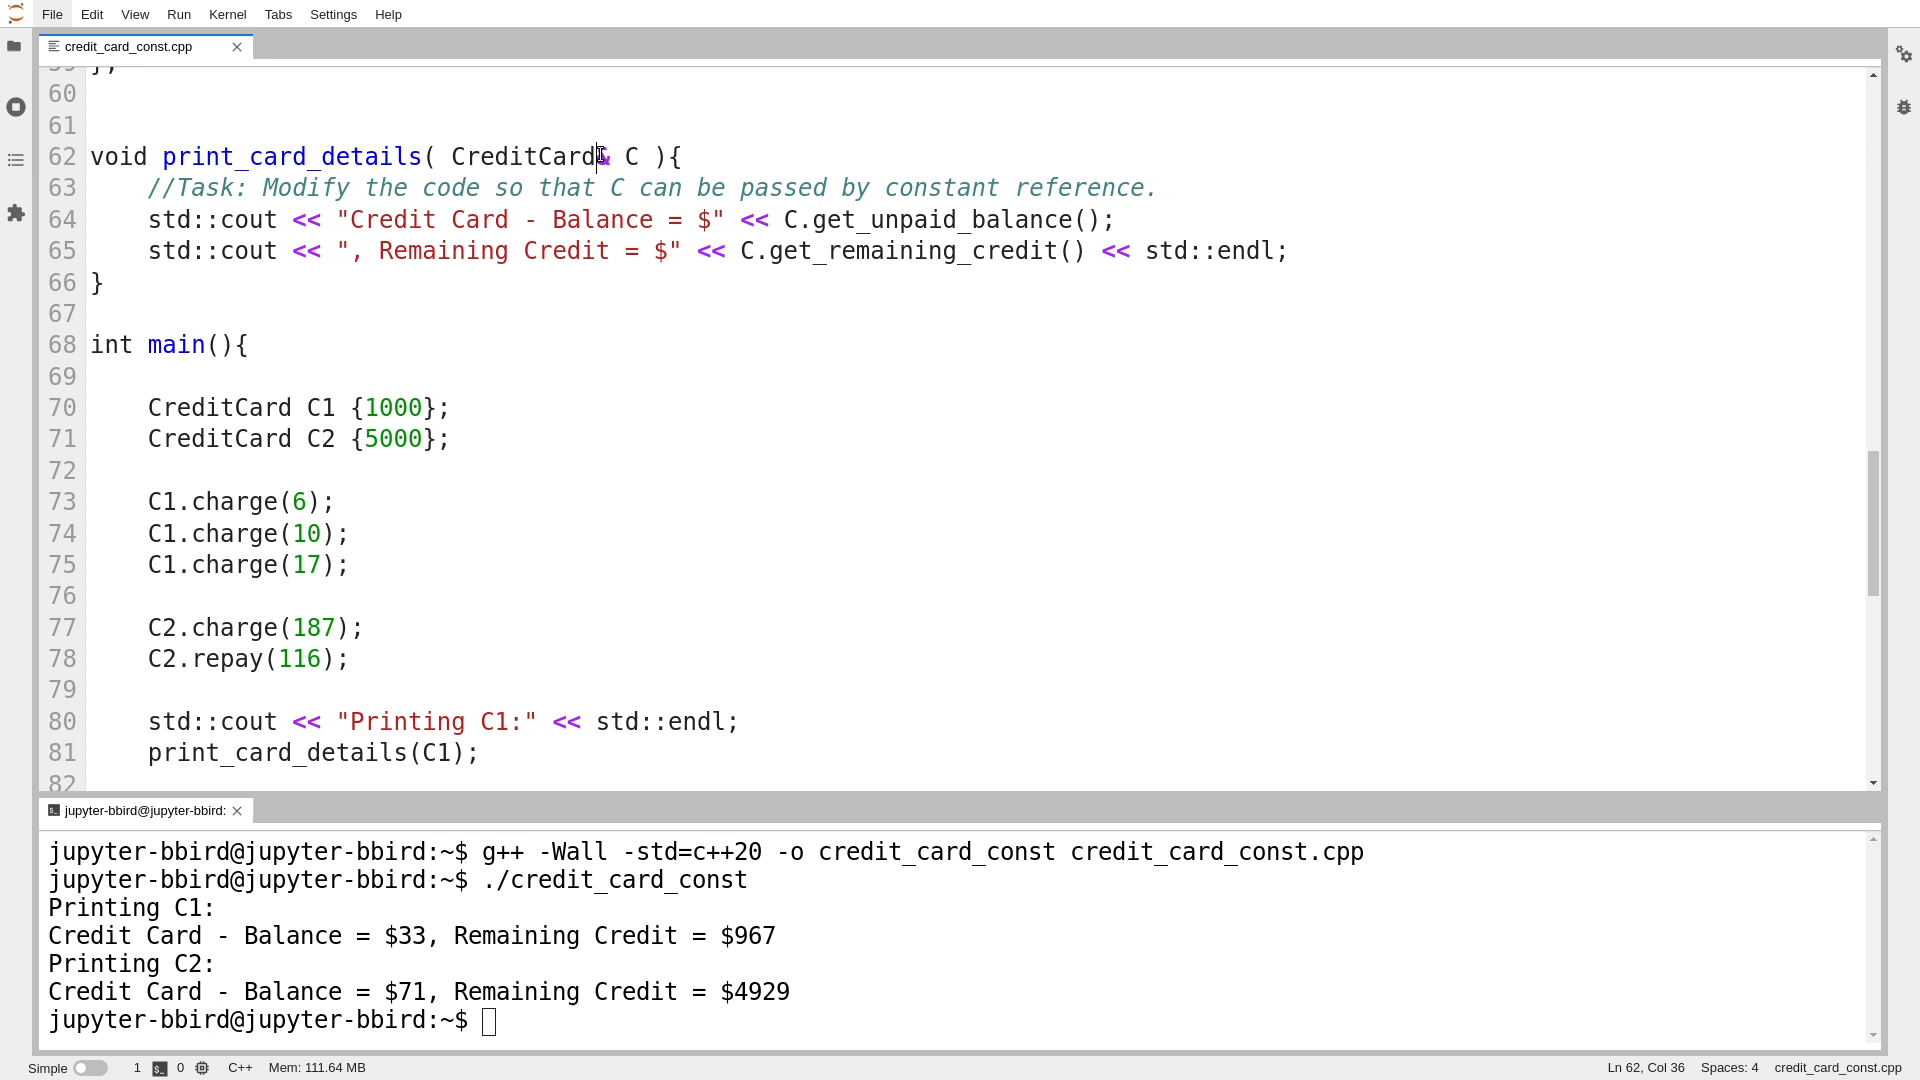 File Edit View Run Kernel Tabs Settings Help
credit_card_const.cpp
59 };
60
61
62 void print_card_details( CreditCard& C ){
63 //Task: Modify the code so that C can be passed by constant reference.
64 std::cout << "Credit Card - Balance = $" << C.get_unpaid_balance();
65 std::cout << ", Remaining Credit = $" << C.get_remaining_credit() << std::endl;
66 }
67
68 int main(){
69
70 CreditCard C1 {1000};
71 CreditCard C2 {5000};
72
73 C1.charge(6);
74 C1.charge(10);
75 C1.charge(17);
76
77 C2.charge(187);
78 C2.repay(116);
79
80 std::cout << "Printing C1:" << std::endl;
81 print_card_details(C1);
82
jupyter-bbird@jupyter-bbird:
jupyter-bbird@jupyter-bbird:~$ g++ -Wall -std=c++20 -o credit_card_const credit_card_const.cpp
jupyter-bbird@jupyter-bbird:~$ ./credit_card_const
Printing C1:
Credit Card - Balance = $33, Remaining Credit = $967
Printing C2:
Credit Card - Balance = $71, Remaining Credit = $4929
jupyter-bbird@jupyter-bbird:~$
Simple 1 $_ 0 C++ Mem: 111.64 MB Ln 62, Col 36 Spaces: 4 credit_card_const.cpp